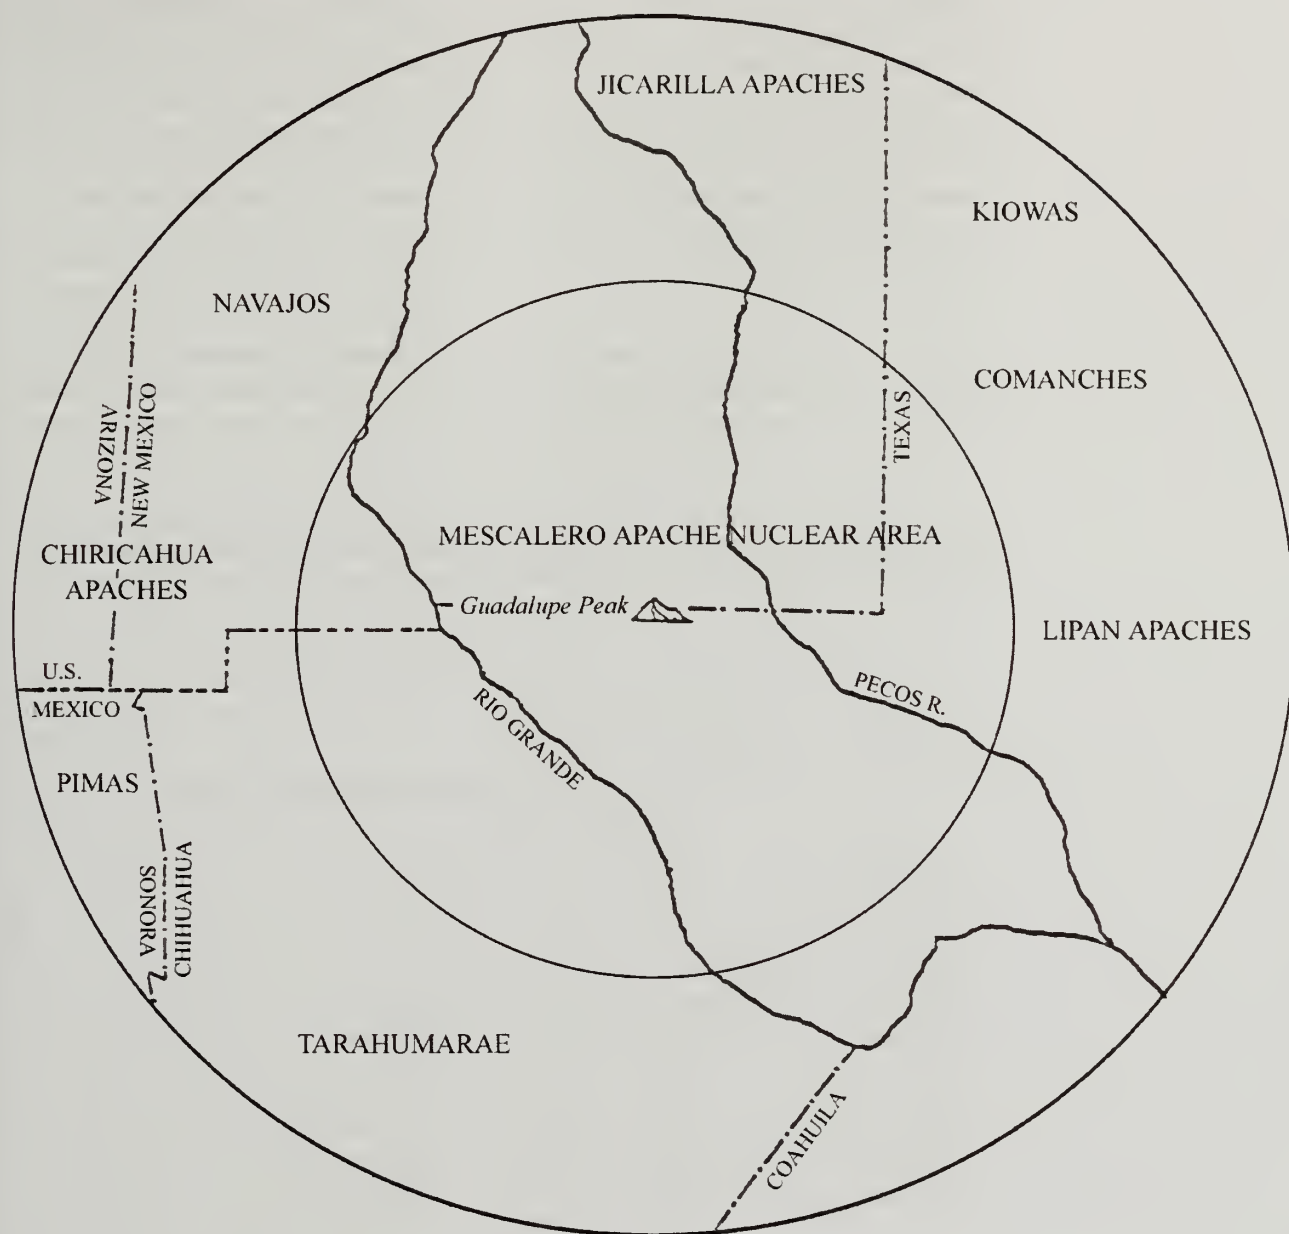 JICARILLA APACHES
KIOWAS
NAVAJOS
COMANCHES
ARIZONA
NEW MEXICO
TEXAS
MESCALERO APACHE NUCLEAR AREA
CHIRICAHUA
APACHES
Guadalupe Peak
LIPAN APACHES
U.S.
MEXICO
PECOS R.
RIO GRANDE
PIMAS
SONORA
CHIHUAHUA
TARAHUMARAE
COAHUILA